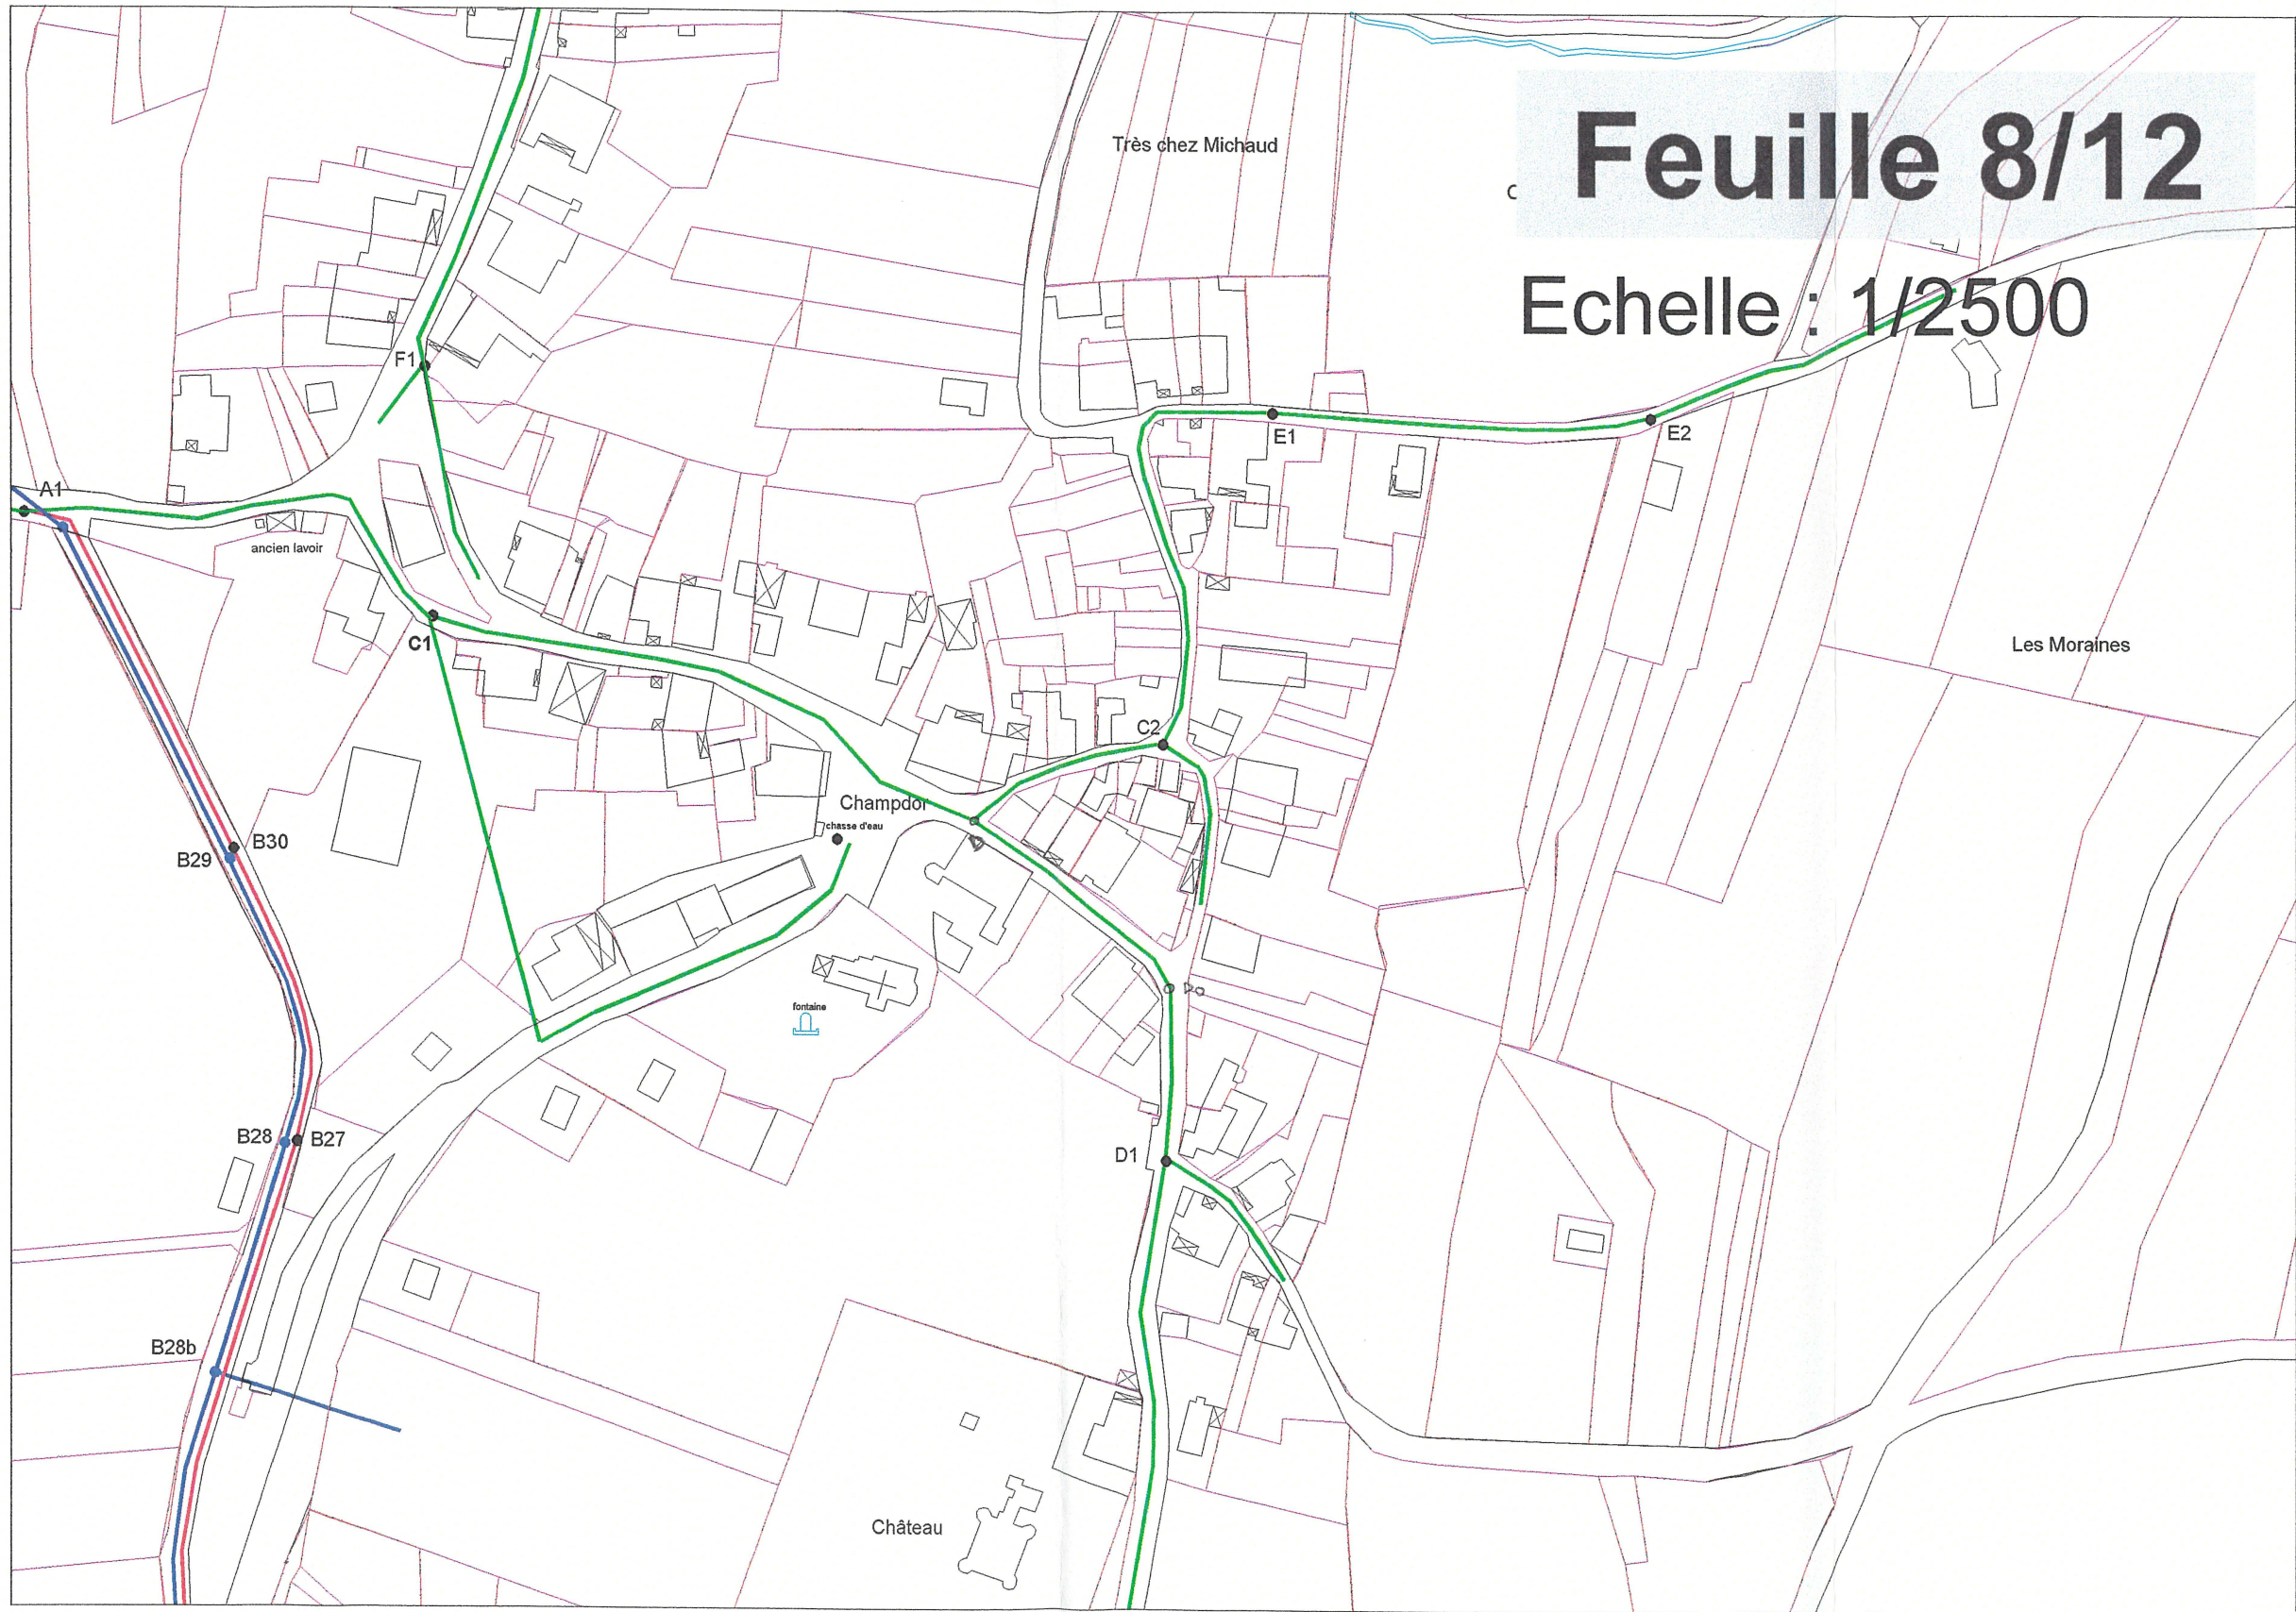 Feuille 8/12
Très chez Michaud
Echelle : 1/2500
F1
E1
E2
A1
ancien lavoir
C1
Les Moraines
C2
Champdor
chasse d'eau
B30
B29
fontaine
B28
B27
D1
B28b
Château